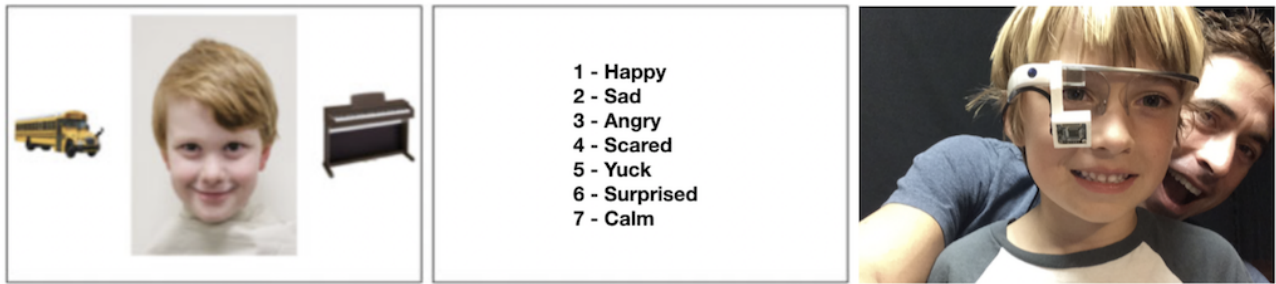 1 - Happy
2 - Sad
3 - Angry
4 - Scared
5 - Yuck
6 - Surprised
7 - Calm